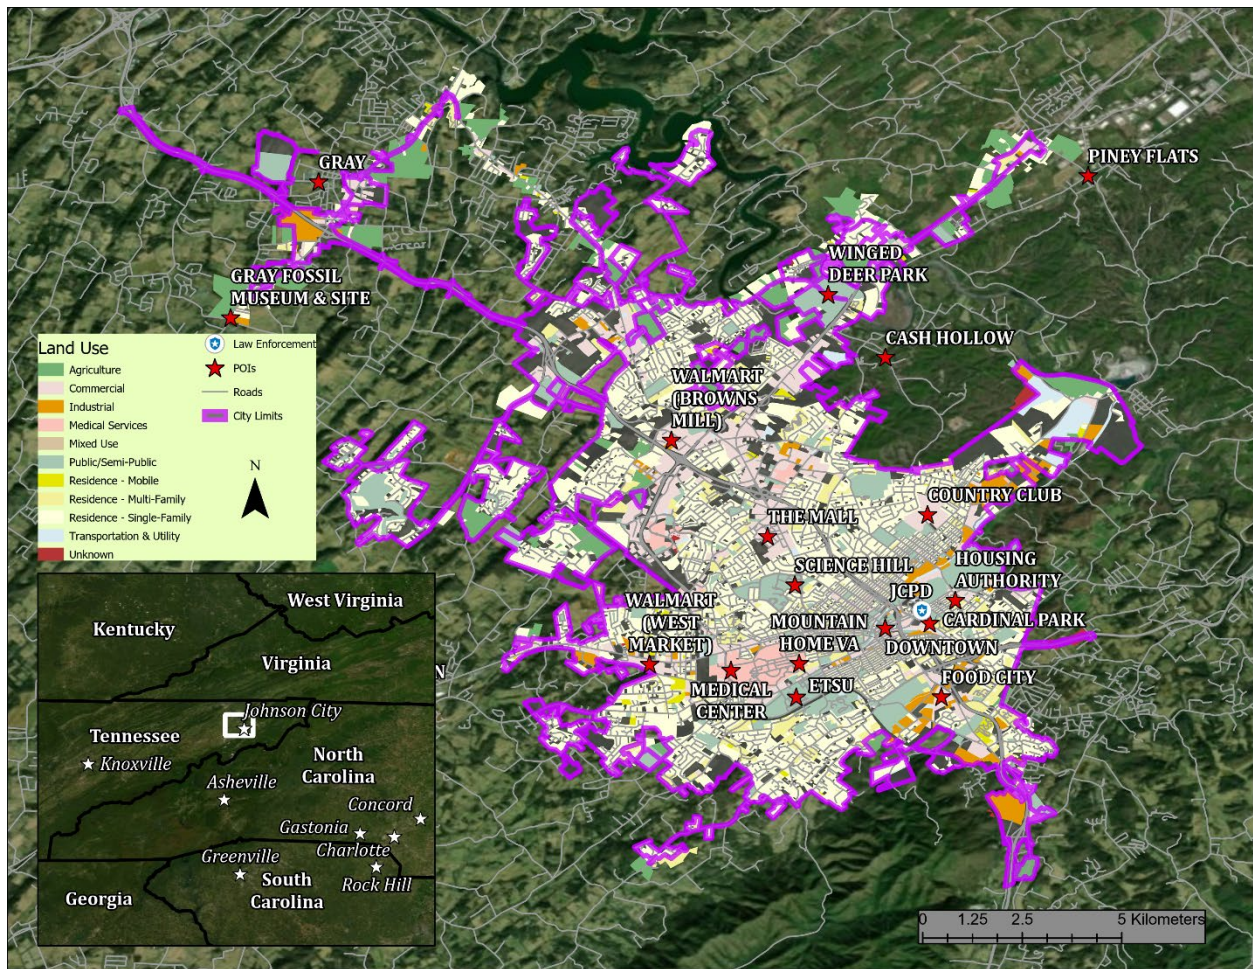 GRAY
PINEY FLATS
WINGED
DEER PARK
GRAY FOSSIL
MUSEUM & SITE
CASH HOLLOW
WALMART
(BROWNS
MILL)
COUNTRY CLUB
THE MALL
SCIENCE HILL
HOUSING
AUTHORITY
JCPD
CARDINAL PARK
WALMART
(WEST
MARKET)
MOUNTAIN
HOME VA
DOWNTOWN
FOOD CITY
MEDICAL
CENTER
ETSU
N
Land Use
Agriculture
Commercial
Industrial
Medical Services
Mixed Use
Public/Semi-Public
Residence - Mobile
Residence - Multi-Family
Residence - Single-Family
Transportation & Utility
Unknown
Law Enforcement
POIs
Roads
City Limits
N
West Virginia
Kentucky
Virginia
Johnson City
Tennessee
Knoxville
North
Carolina
Asheville
Concord
Gastonia
Charlotte
Greenville
Rock Hill
South
Carolina
Georgia
0 1.25 2.5 5 Kilometers